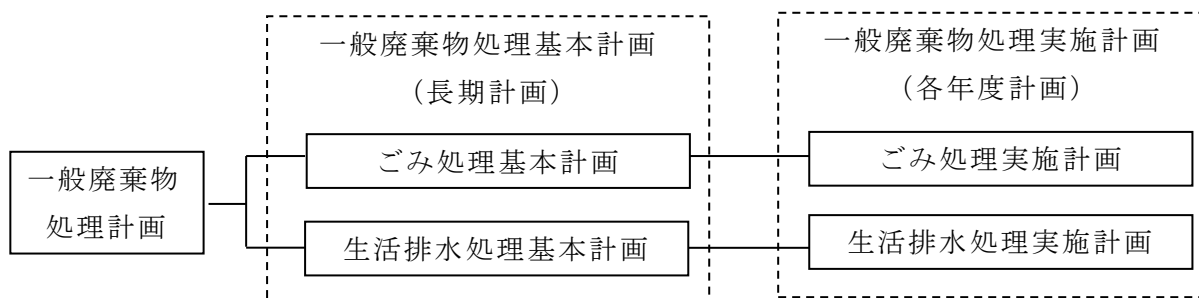 一般廃棄物
処理計画
一般廃棄物処理基本計画
（長期計画）
ごみ処理基本計画
生活排水処理基本計画
一般廃棄物処理実施計画
（各年度計画）
ごみ処理実施計画
生活排水処理実施計画